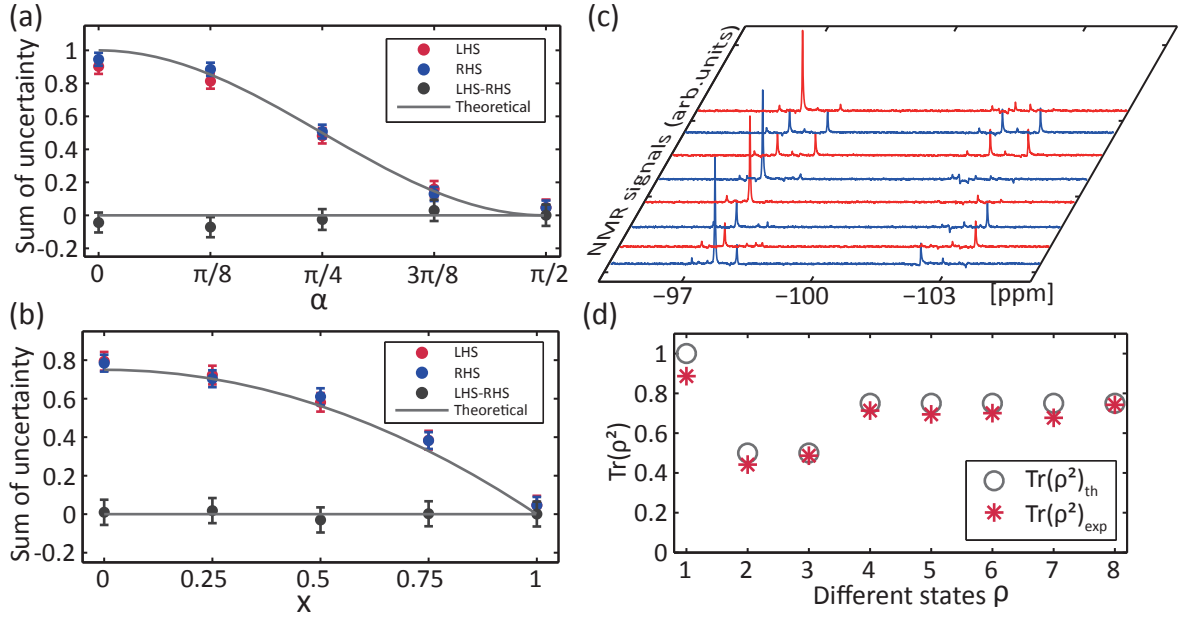 (a)
Sum of uncertainty
1
0.8
0.6
0.4
0.2
0
-0.2
LHS
RHS
LHS-RHS
Theoretical
0
π/8
π/4
3π/8
π/2
α
(b)
Sum of uncertainty
0.8
0.6
0.4
0.2
0
-0.2
LHS
RHS
LHS-RHS
Theoretical
0
0.25
0.5
0.75
1
x
(c)
NMR signals (arb.units)
−97
−100
−103
[ppm]
(d)
Tr(ρ²)
1
0.8
0.6
0.4
0.2
0
Tr(ρ²)th
Tr(ρ²)exp
1
2
3
4
5
6
7
8
Different states ρ